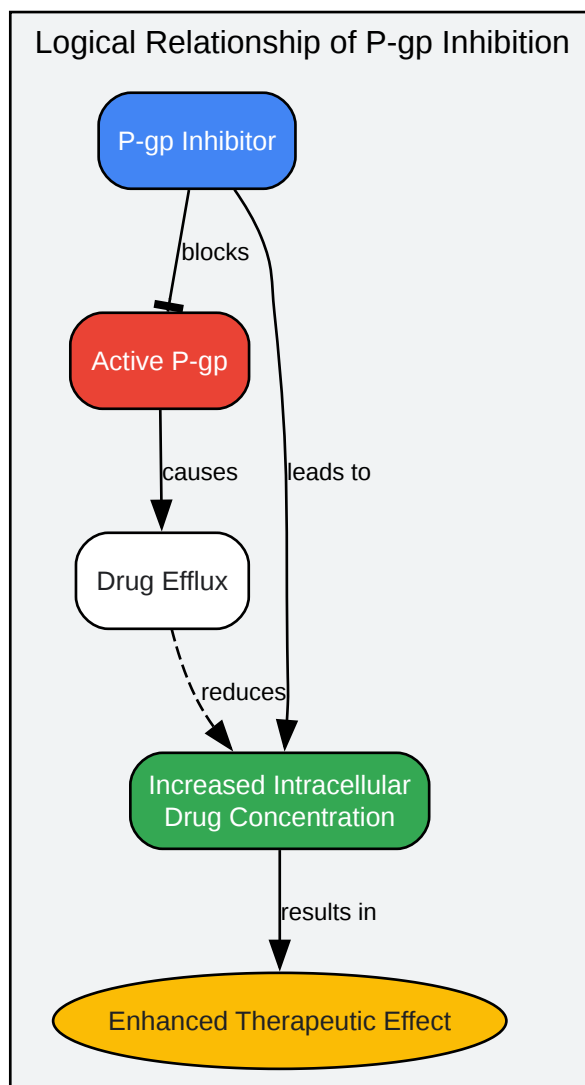 Logical Relationship of P-gp Inhibition
P-gp Inhibitor
blocks
Active P-gp
causes
leads to
Drug Efflux
reduces
Increased Intracellular
Drug Concentration
results in
Enhanced Therapeutic Effect